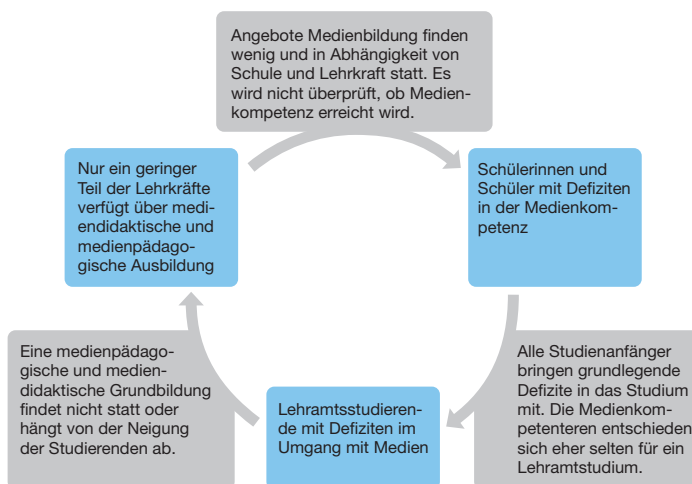 Angebote Medienbildung finden
wenig und in Abhängigkeit von
Schule und Lehrkraft statt. Es
wird nicht überprüft, ob Medien-
kompetenz erreicht wird.
Nur ein geringer
Teil der Lehrkräfte
verfügt über medi-
endidaktische und
medienpädago-
gische Ausbildung
Schülerinnen und
Schüler mit Defiziten
in der Medienkom-
petenz
Eine medienpädago-
gische und medien-
didaktische Grundbildung
findet nicht statt oder
hängt von der Neigung
der Studierenden ab.
Lehramtsstudieren-
de mit Defiziten im
Umgang mit Medien
Alle Studienanfänger
bringen grundlegende
Defizite in das Studium
mit. Die Medienkom-
petenteren entschieden
sich eher selten für ein
Lehramtstudium.